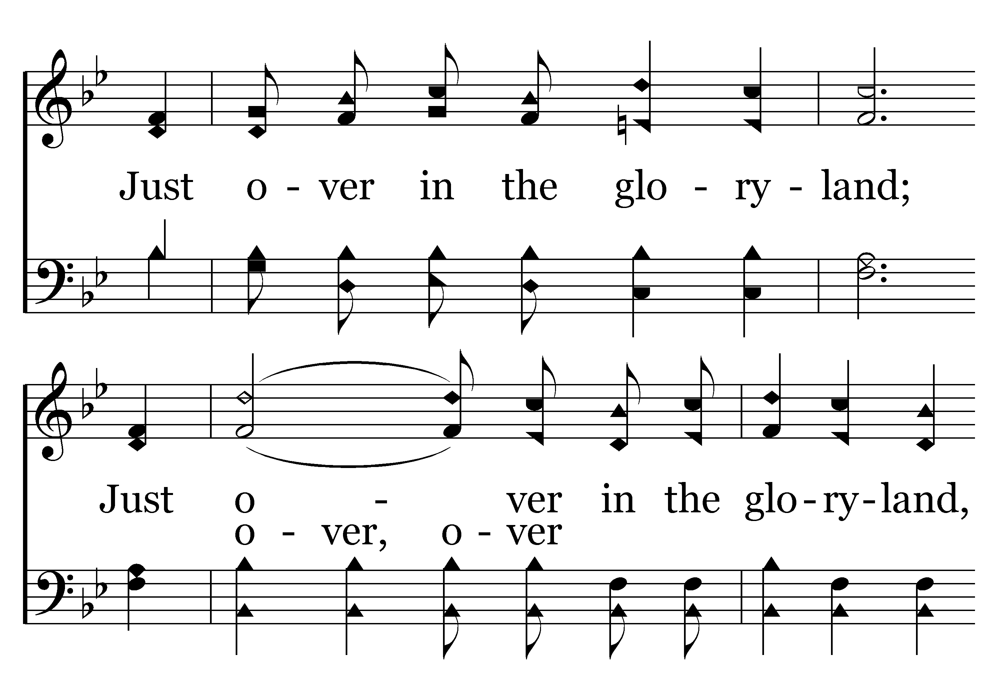 Just o - ver in the glo - ry - land;
Just o - ver in the glo - ry - land,
o - ver, o - ver